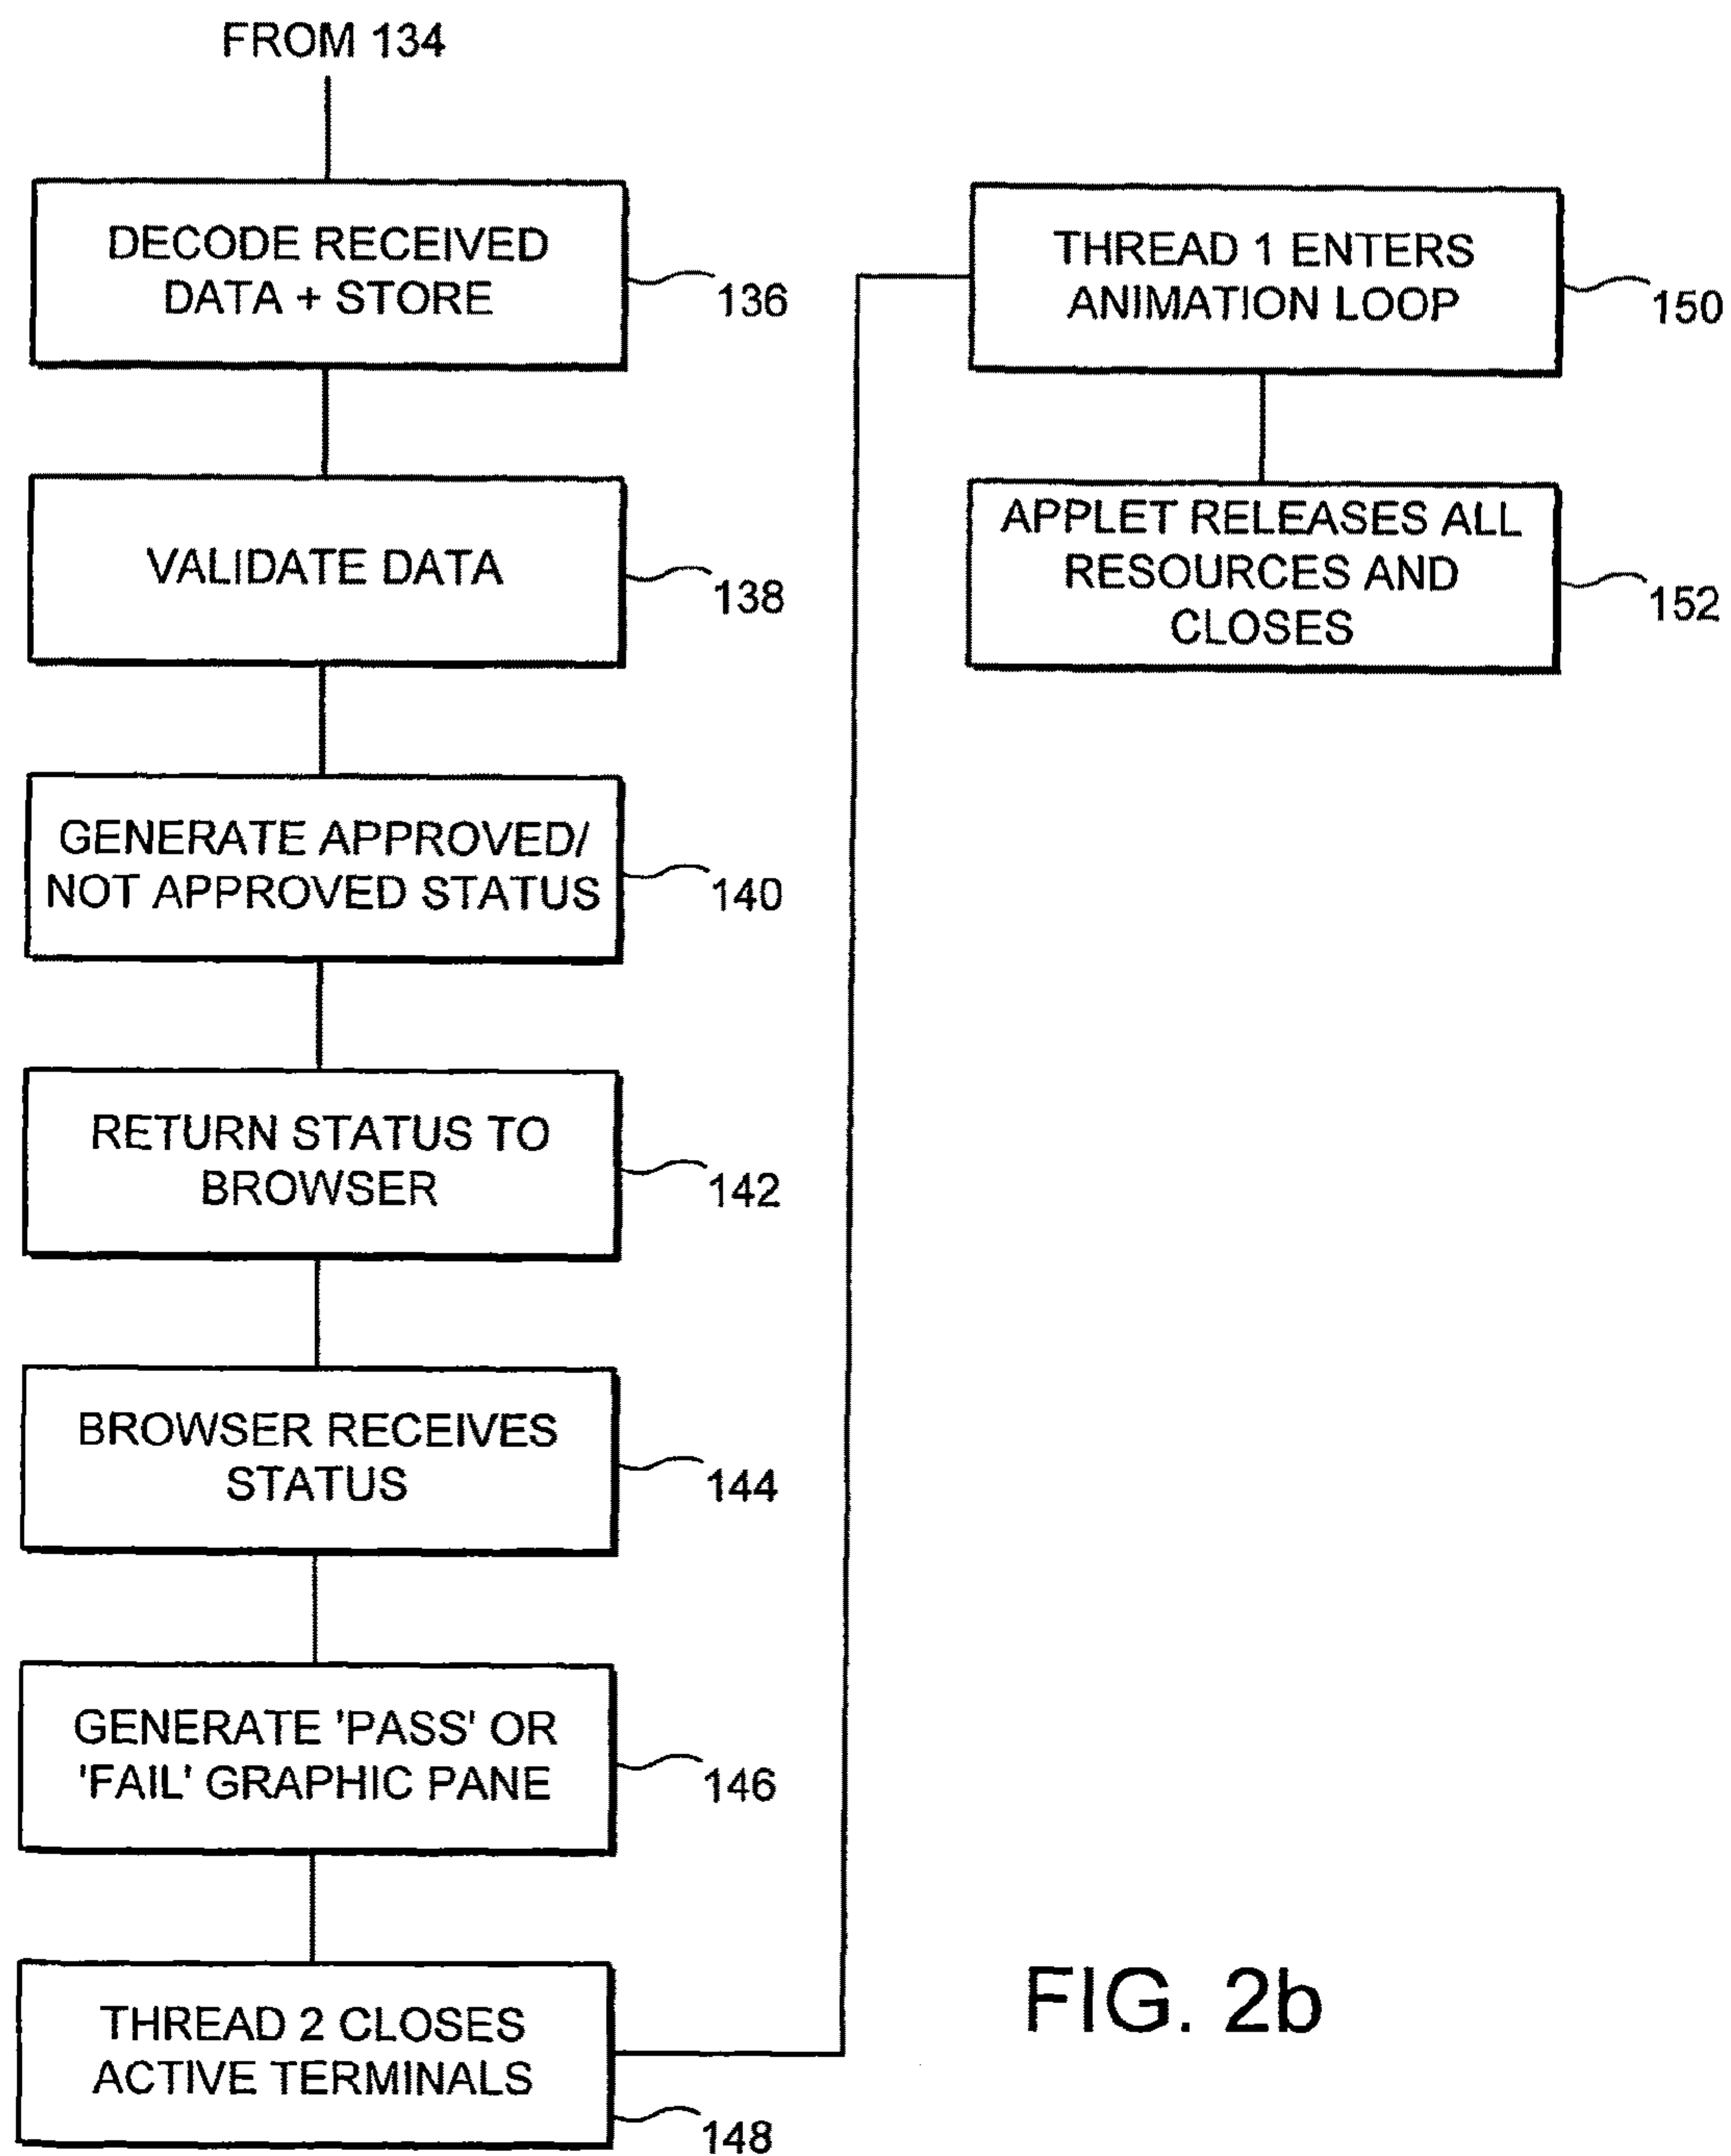 FROM 134
DECODE RECEIVED
DATA + STORE
136
VALIDATE DATA
138
GENERATE APPROVED/
NOT APPROVED STATUS
140
RETURN STATUS TO
BROWSER
142
BROWSER RECEIVES
STATUS
144
GENERATE 'PASS' OR
'FAIL' GRAPHIC PANE
146
THREAD 2 CLOSES
ACTIVE TERMINALS
148
THREAD 1 ENTERS
ANIMATION LOOP
150
APPLET RELEASES ALL
RESOURCES AND
CLOSES
152
FIG. 2b